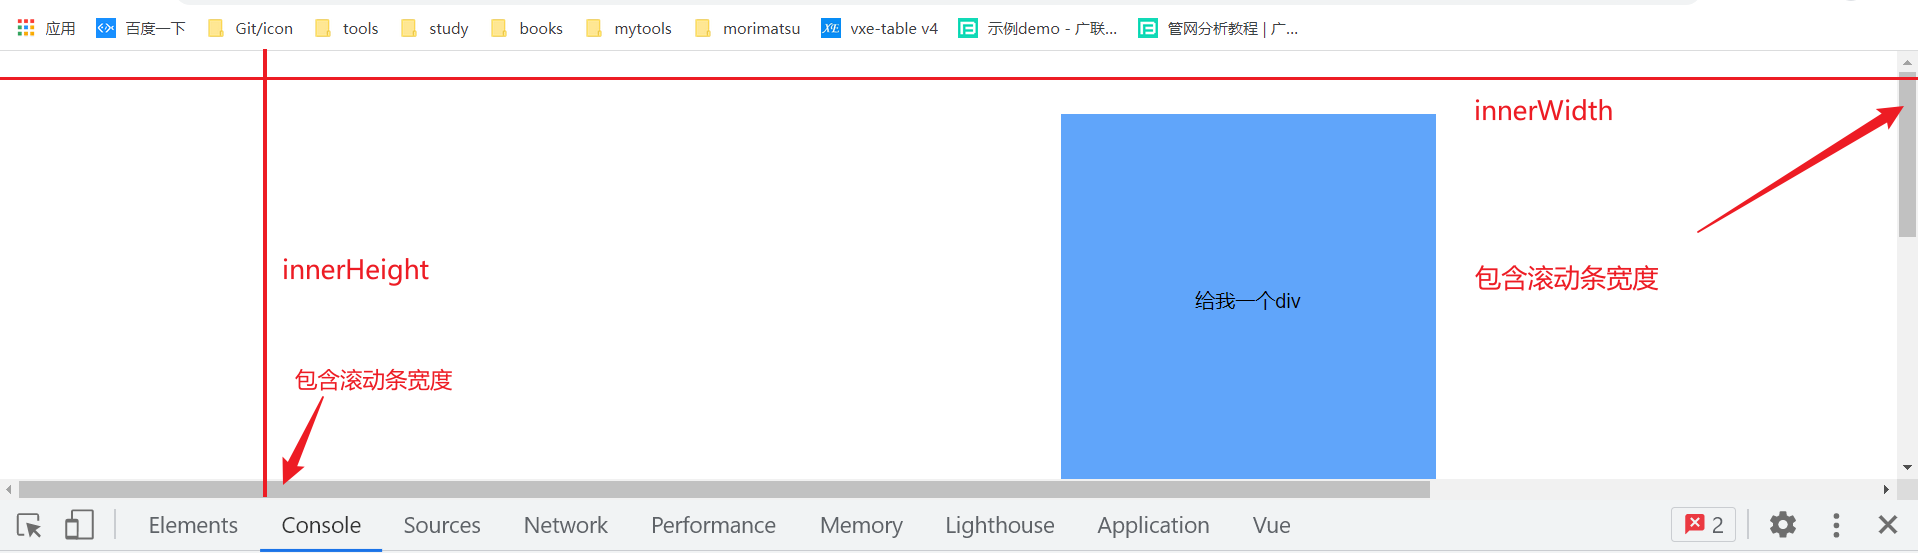 应用 百度一下 Git/icon tools study books mytools morimatsu vxe-table v4 示例demo - 广联... 管网分析教程 | 广...
innerWidth
innerHeight
包含滚动条宽度
给我一个div
包含滚动条宽度
Elements Console Sources Network Performance Memory Lighthouse Application Vue 2